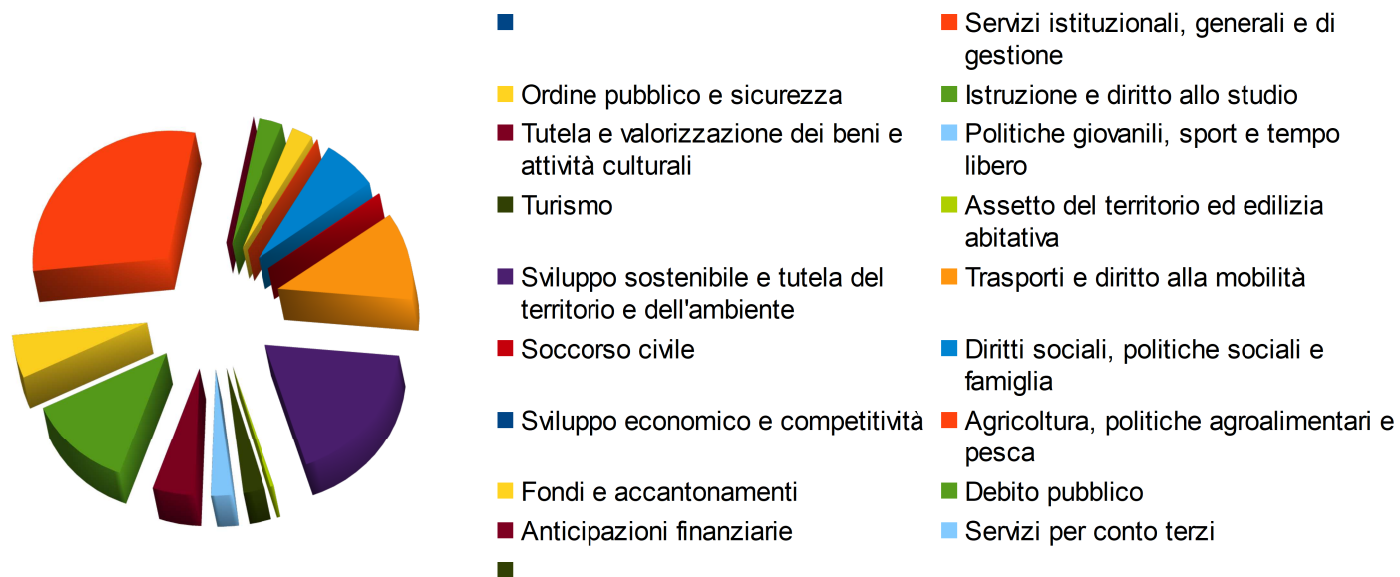 Servizi istituzionali, generali e di
gestione
Ordine pubblico e sicurezza
Istruzione e diritto allo studio
Tutela e valorizzazione dei beni e
attività culturali
Politiche giovanili, sport e tempo
libero
Turismo
Assetto del territorio ed edilizia
abitativa
Sviluppo sostenibile e tutela del
territorio e dell'ambiente
Trasporti e diritto alla mobilità
Soccorso civile
Diritti sociali, politiche sociali e
famiglia
Sviluppo economico e competitività
Agricoltura, politiche agroalimentari e
pesca
Fondi e accantonamenti
Debito pubblico
Anticipazioni finanziarie
Servizi per conto terzi